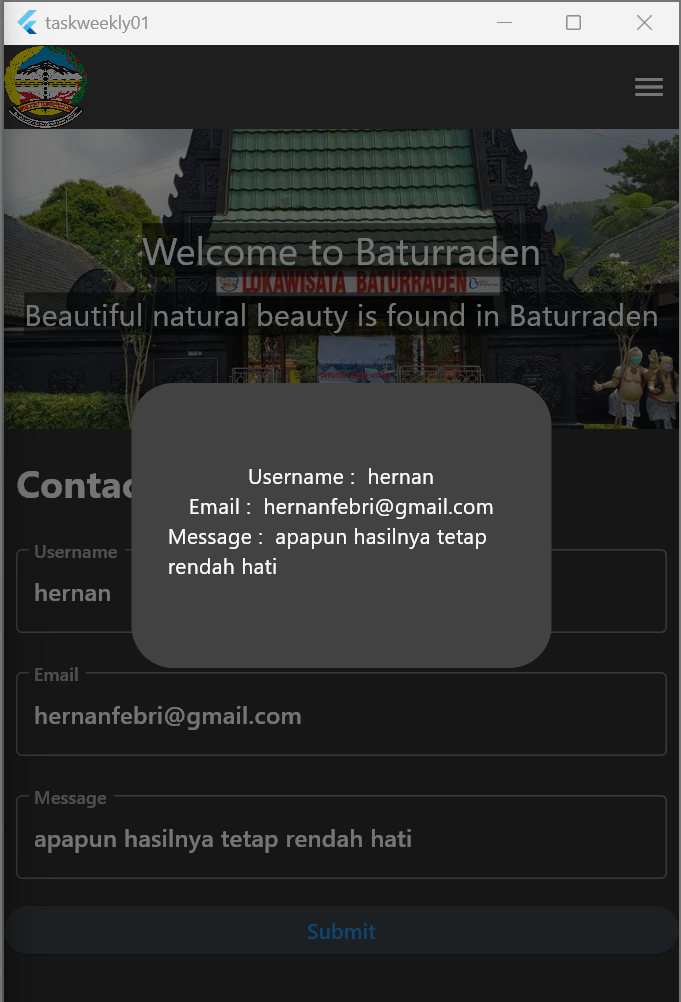 taskweekly01
Welcome to Baturraden
LOKAWISATA BATURRADEN
Beautiful natural beauty is found in Baturraden
Username :  hernan
Email :  hernanfebri@gmail.com
Message :  apapun hasilnya tetap
rendah hati
Contac
Username
hernan
Email
hernanfebri@gmail.com
Message
apapun hasilnya tetap rendah hati
Submit